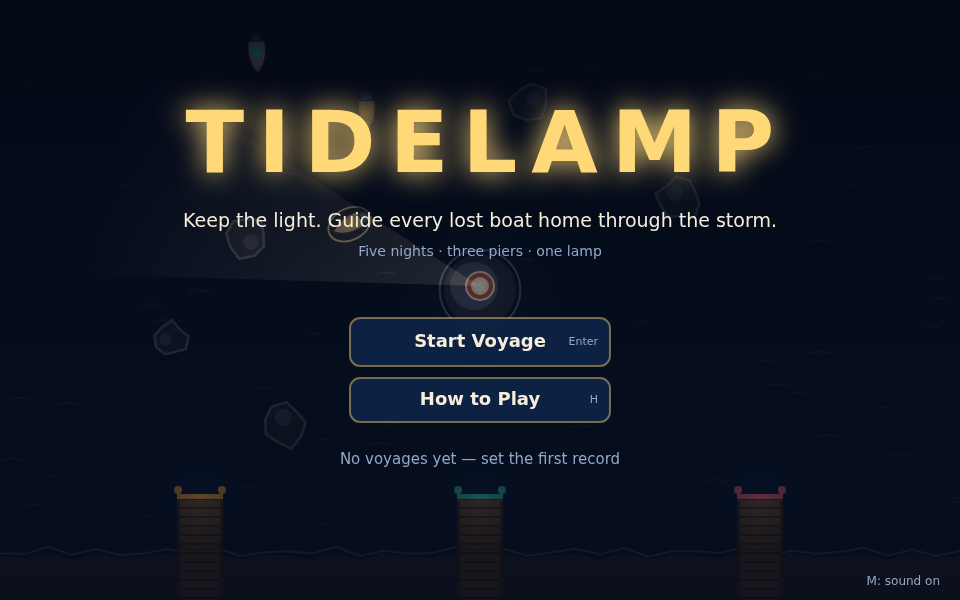 TIDELAMP
Keep the light. Guide every lost boat home through the storm.
Five nights · three piers · one lamp
Start Voyage Enter
How to Play H
No voyages yet — set the first record
M: sound on